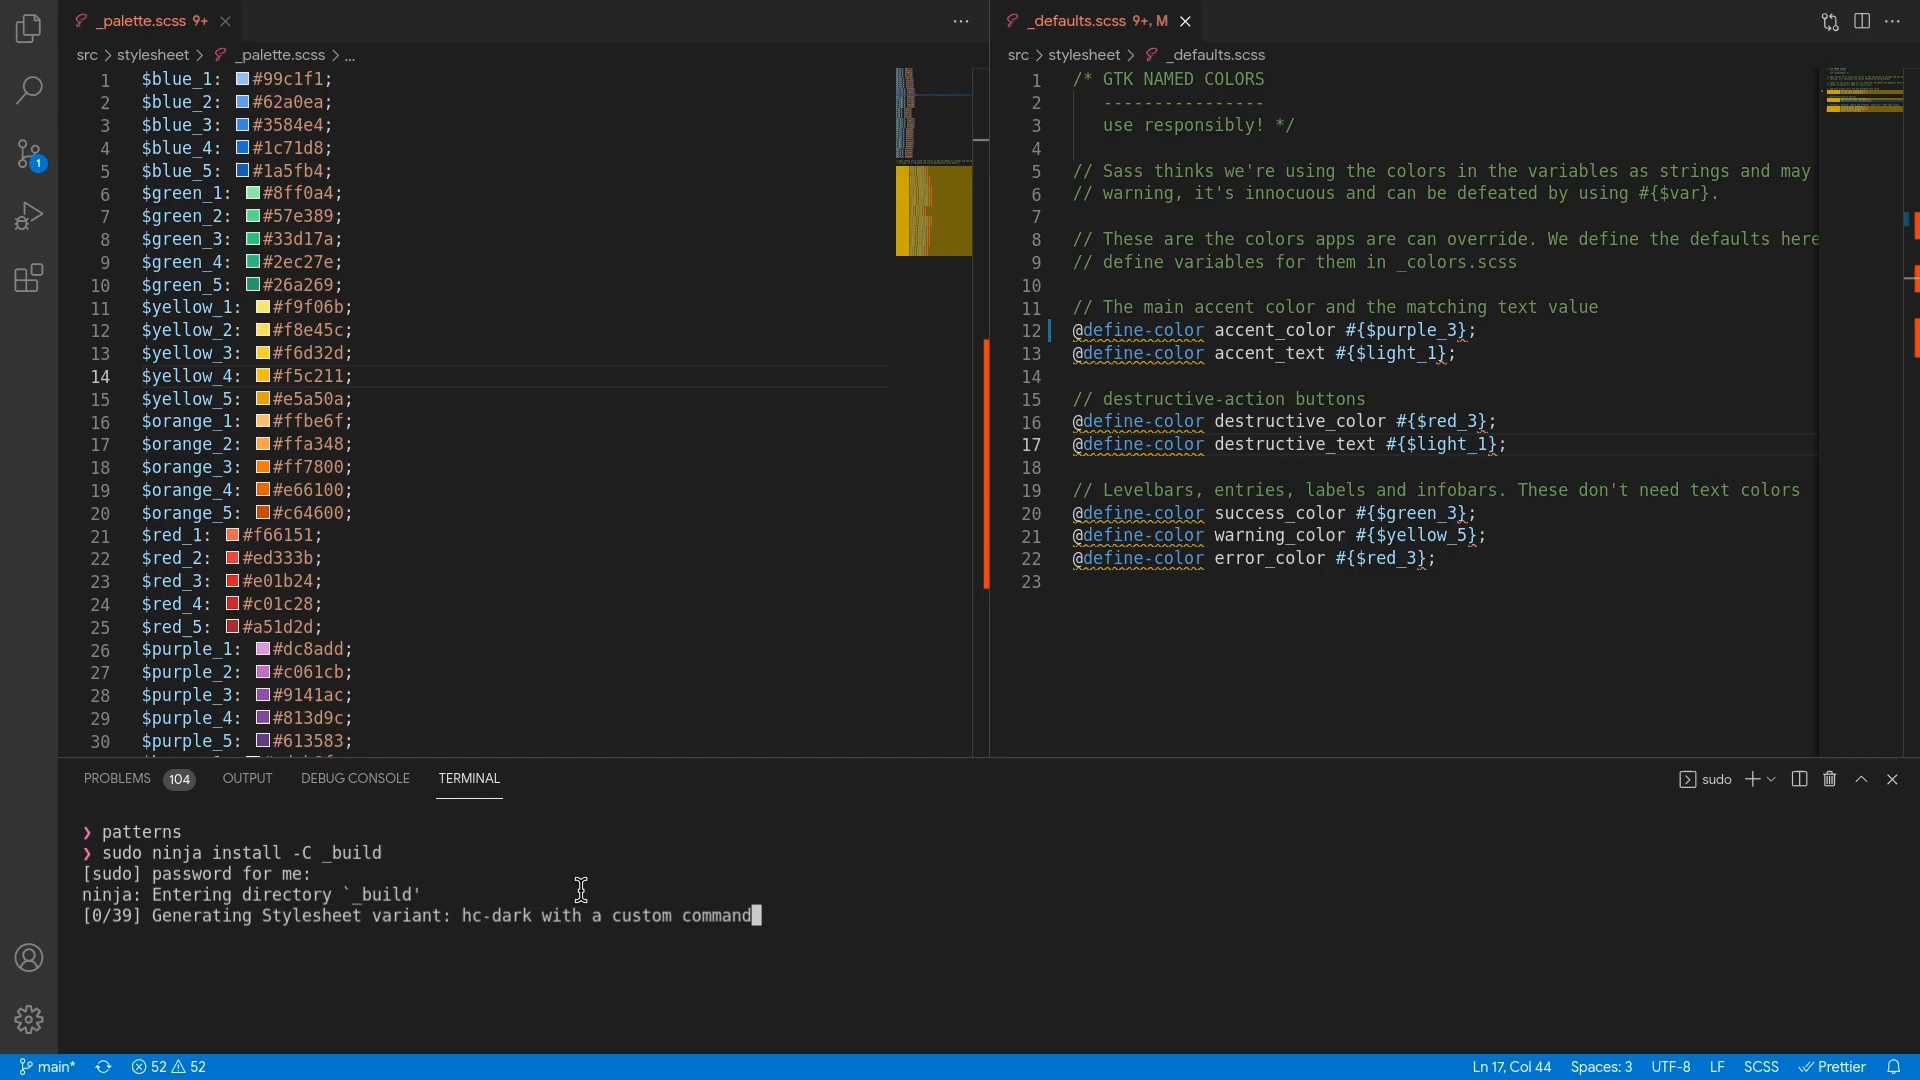 _palette.scss 9+
src > stylesheet > _palette.scss > ...
1 $blue_1: #99c1f1;
2 $blue_2: #62a0ea;
3 $blue_3: #3584e4;
4 $blue_4: #1c71d8;
5 $blue_5: #1a5fb4;
6 $green_1: #8ff0a4;
7 $green_2: #57e389;
8 $green_3: #33d17a;
9 $green_4: #2ec27e;
10 $green_5: #26a269;
11 $yellow_1: #f9f06b;
12 $yellow_2: #f8e45c;
13 $yellow_3: #f6d32d;
14 $yellow_4: #f5c211;
15 $yellow_5: #e5a50a;
16 $orange_1: #ffbe6f;
17 $orange_2: #ffa348;
18 $orange_3: #ff7800;
19 $orange_4: #e66100;
20 $orange_5: #c64600;
21 $red_1: #f66151;
22 $red_2: #ed333b;
23 $red_3: #e01b24;
24 $red_4: #c01c28;
25 $red_5: #a51d2d;
26 $purple_1: #dc8add;
27 $purple_2: #c061cb;
28 $purple_3: #9141ac;
29 $purple_4: #813d9c;
30 $purple_5: #613583;
_defaults.scss 9+, M
src > stylesheet > _defaults.scss
1 /* GTK NAMED COLORS
2 ----------------
3 use responsibly! */
4
5 // Sass thinks we're using the colors in the variables as strings and may
6 // warning, it's innocuous and can be defeated by using #{$var}.
7
8 // These are the colors apps are can override. We define the defaults here
9 // define variables for them in _colors.scss
10
11 // The main accent color and the matching text value
12 @define-color accent_color #{$purple_3};
13 @define-color accent_text #{$light_1};
14
15 // destructive-action buttons
16 @define-color destructive_color #{$red_3};
17 @define-color destructive_text #{$light_1};
18
19 // Levelbars, entries, labels and infobars. These don't need text colors
20 @define-color success_color #{$green_3};
21 @define-color warning_color #{$yellow_5};
22 @define-color error_color #{$red_3};
23
1
PROBLEMS 104 OUTPUT DEBUG CONSOLE TERMINAL
sudo
❯ patterns
❯ sudo ninja install -C _build
[sudo] password for me:
ninja: Entering directory `_build'
[0/39] Generating Stylesheet variant: hc-dark with a custom command
main* 52 52
Ln 17, Col 44 Spaces: 3 UTF-8 LF SCSS Prettier